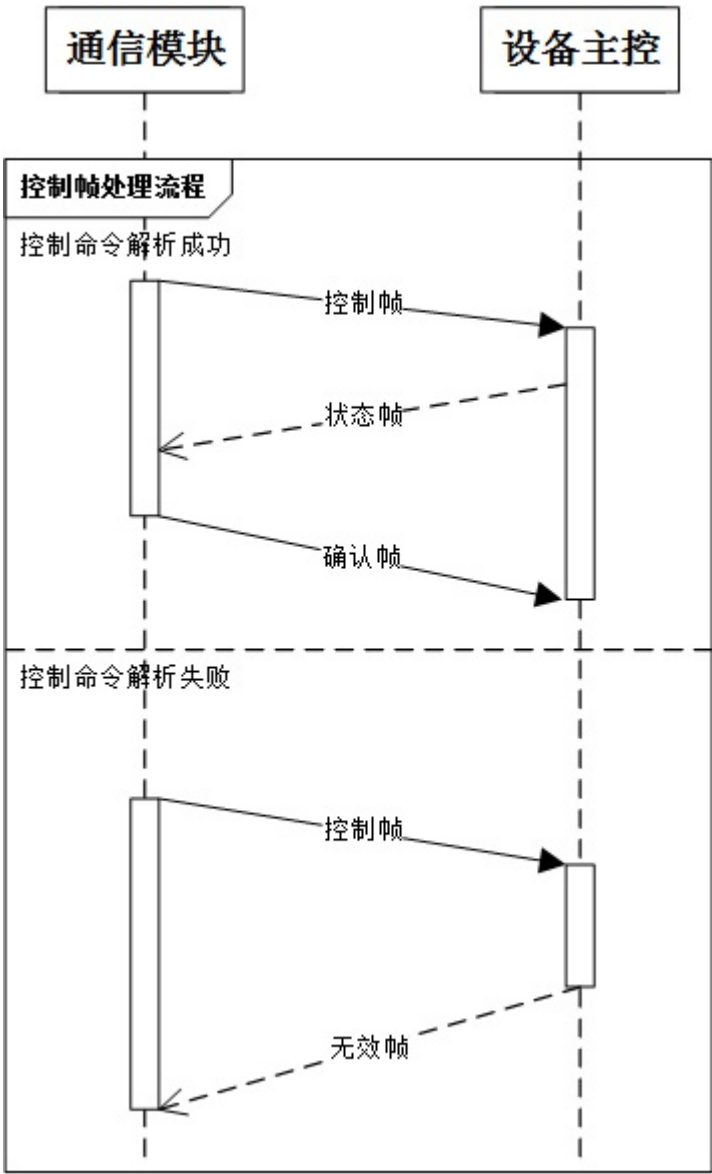 通信模块
设备主控
控制帧处理流程
控制命令解析成功
控制帧
状态帧
确认帧
控制命令解析失败
控制帧
无效帧